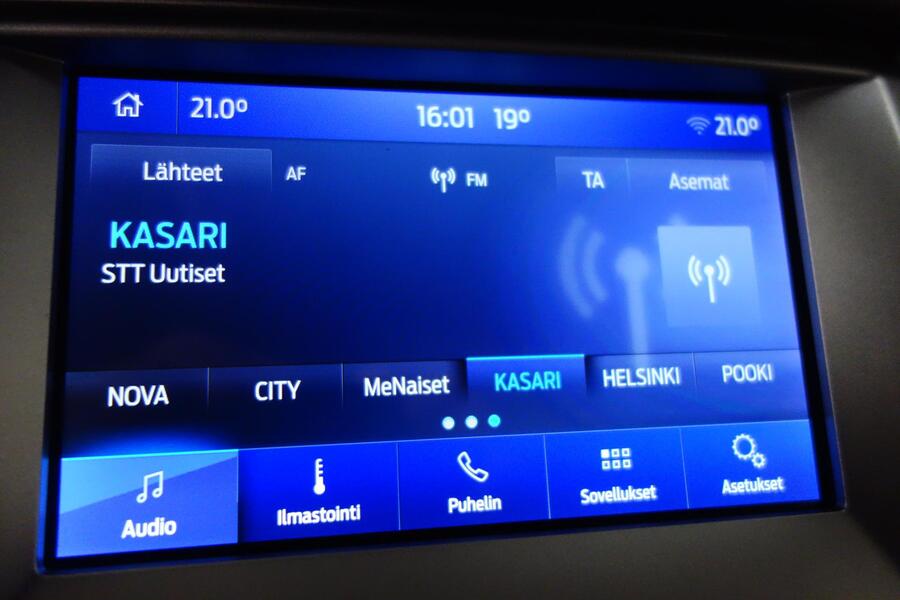 21.0° 16:01 19° 21.0°
Lähteet AF FM TA Asemat
KASARI
STT Uutiset
NOVA CITY MeNaiset KASARI HELSINKI POOKI
Audio Ilmastointi Puhelin Sovellukset Asetukset